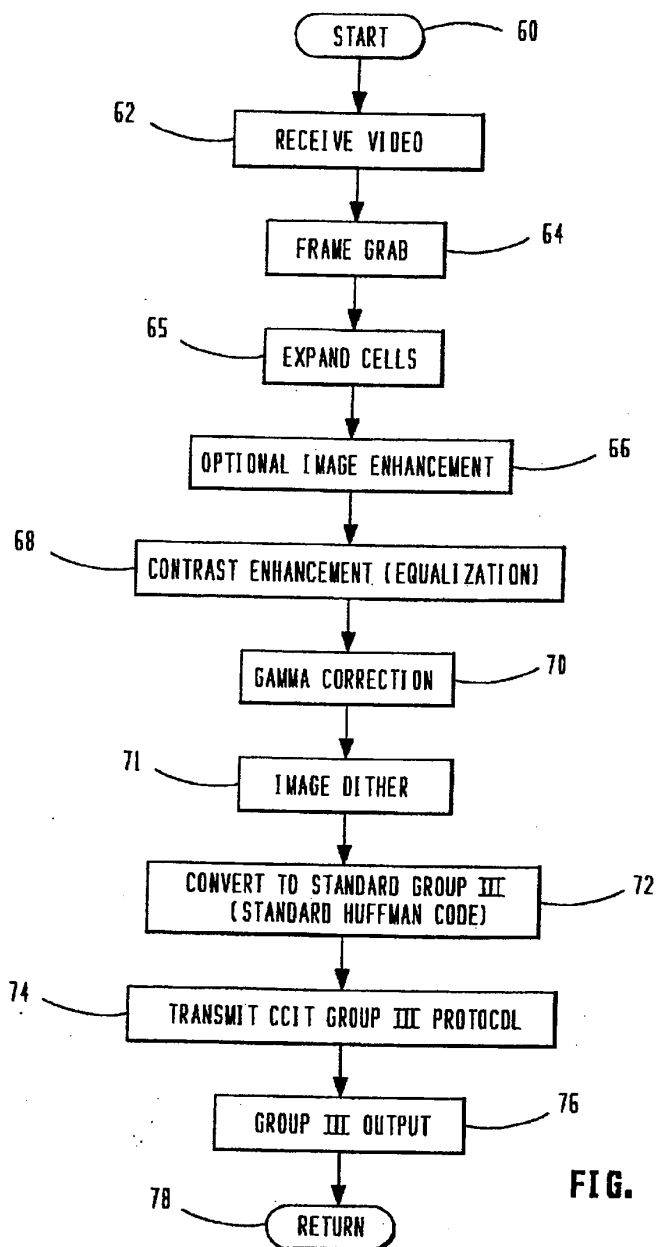 START
60
62
RECEIVE VIDEO
FRAME GRAB
64
65
EXPAND CELLS
OPTIONAL IMAGE ENHANCEMENT
66
68
CONTRAST ENHANCEMENT (EQUALIZATION)
GAMMA CORRECTION
70
71
IMAGE DITHER
CONVERT TO STANDARD GROUP III
(STANDARD HUFFMAN CODE)
72
74
TRANSMIT CCIT GROUP III PROTOCOL
GROUP III OUTPUT
76
78
RETURN
FIG.